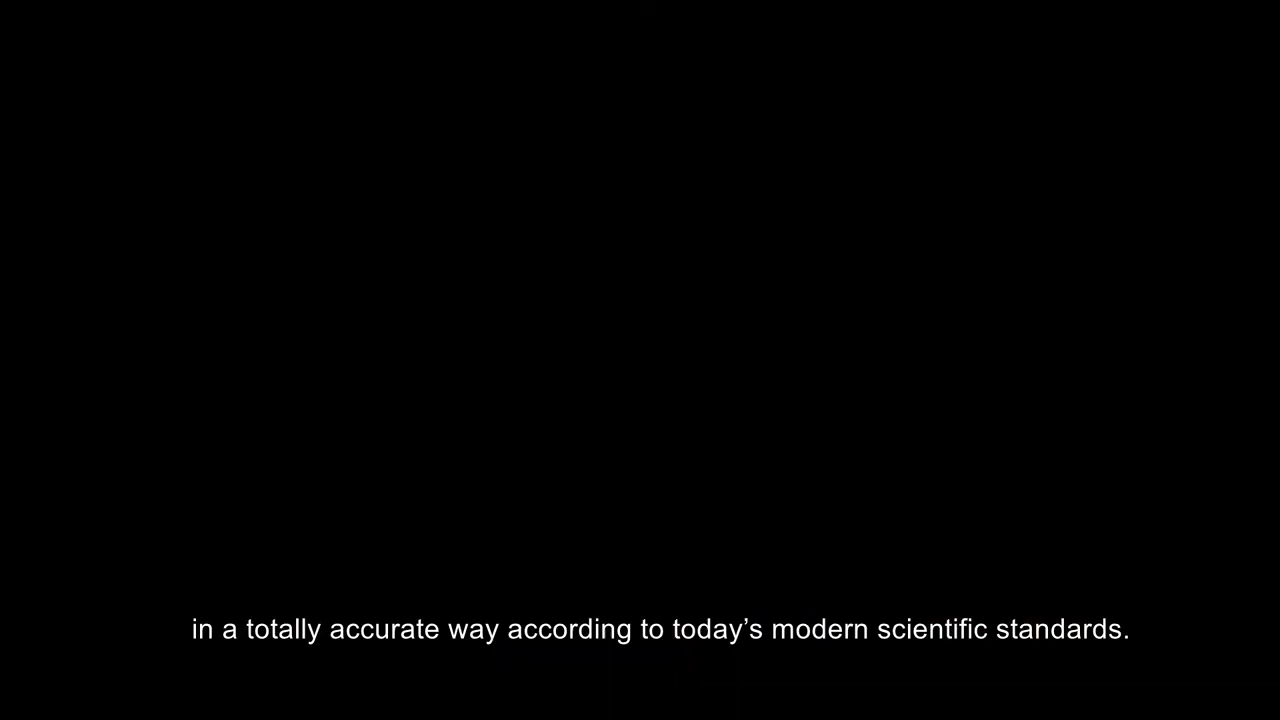 in a totally accurate way according to today’s modern scientific standards.